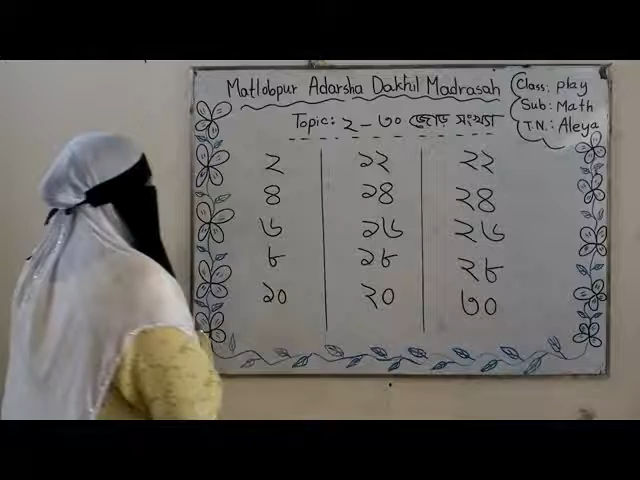 Matlobpur Adarsha Dakhil Madrasah
Class: play
Sub: Math
T.N.: Aleya
Topic: ২ - ৩০ জোড় সংখ্যা
২ ১২ ২২
৪ ১৪ ২৪
৬ ১৬ ২৬
৮ ১৮ ২৮
১০ ২০ ৩০